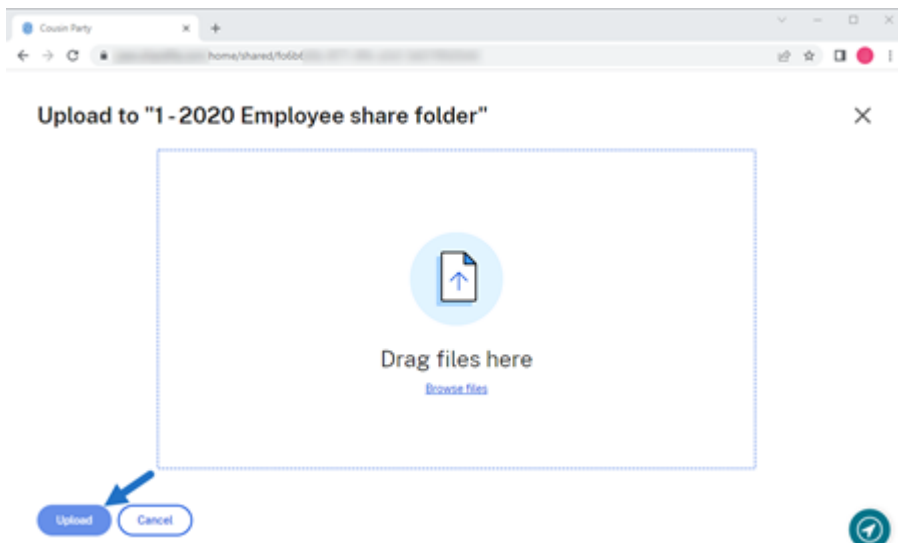 Cousin Party
home/shared/fo6b
Upload to "1 - 2020 Employee share folder"
Drag files here
Browse files
Upload
Cancel